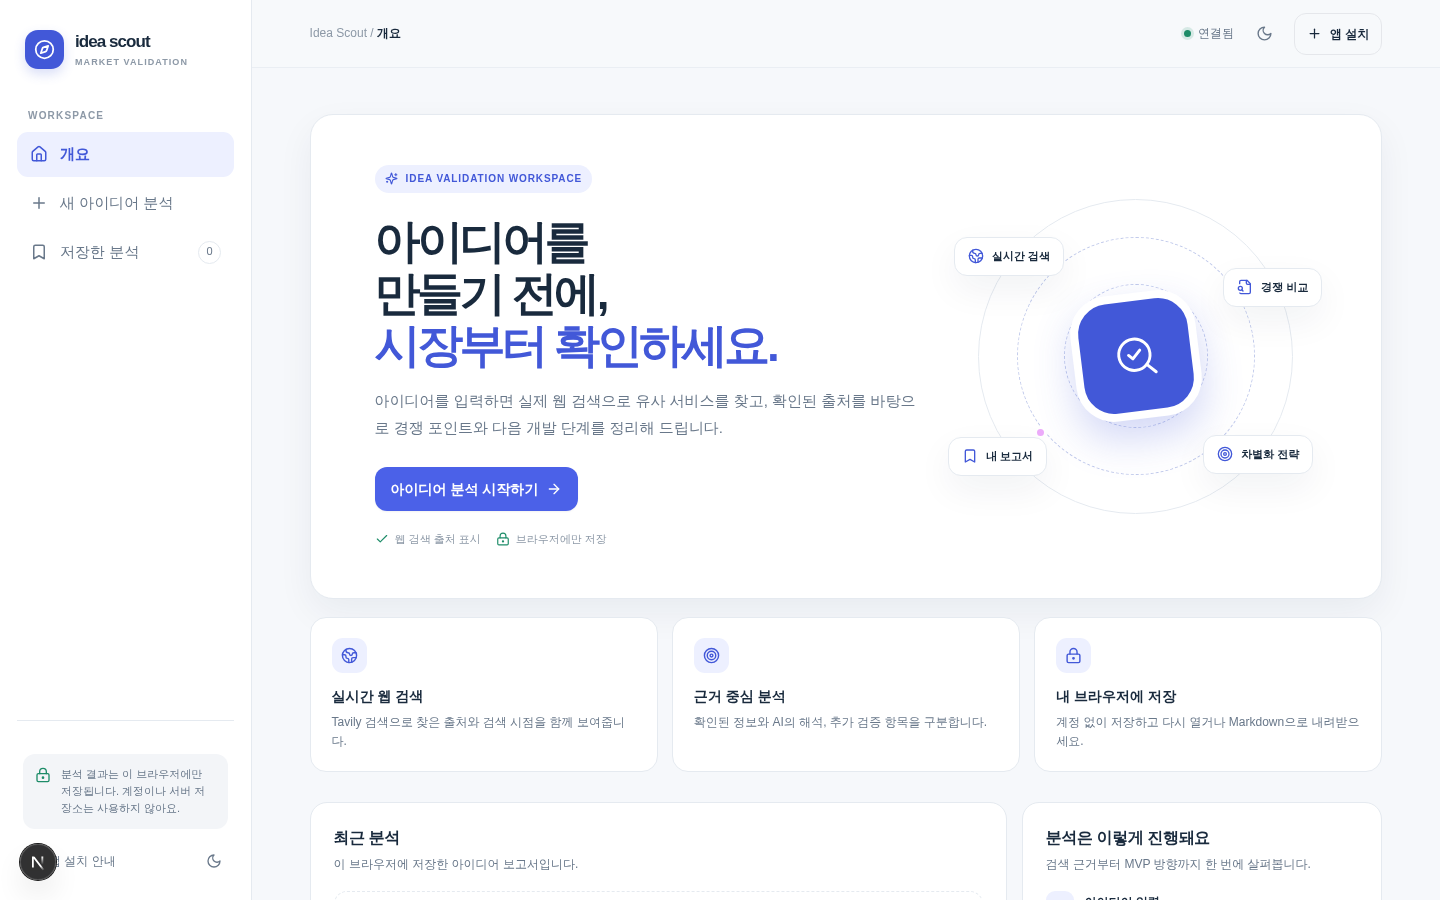 idea scout
MARKET VALIDATION
WORKSPACE
개요
새 아이디어 분석
저장한 분석
0
분석 결과는 이 브라우저에만
저장됩니다. 계정이나 서버 저
장소는 사용하지 않아요.
설치 안내
Idea Scout / 개요
연결됨
앱 설치
IDEA VALIDATION WORKSPACE
아이디어를
만들기 전에,
시장부터 확인하세요.
아이디어를 입력하면 실제 웹 검색으로 유사 서비스를 찾고, 확인된 출처를 바탕으
로 경쟁 포인트와 다음 개발 단계를 정리해 드립니다.
아이디어 분석 시작하기
웹 검색 출처 표시
브라우저에만 저장
실시간 검색
경쟁 비교
내 보고서
차별화 전략
실시간 웹 검색
Tavily 검색으로 찾은 출처와 검색 시점을 함께 보여줍니
다.
근거 중심 분석
확인된 정보와 AI의 해석, 추가 검증 항목을 구분합니다.
내 브라우저에 저장
계정 없이 저장하고 다시 열거나 Markdown으로 내려받으
세요.
최근 분석
이 브라우저에 저장한 아이디어 보고서입니다.
분석은 이렇게 진행돼요
검색 근거부터 MVP 방향까지 한 번에 살펴봅니다.